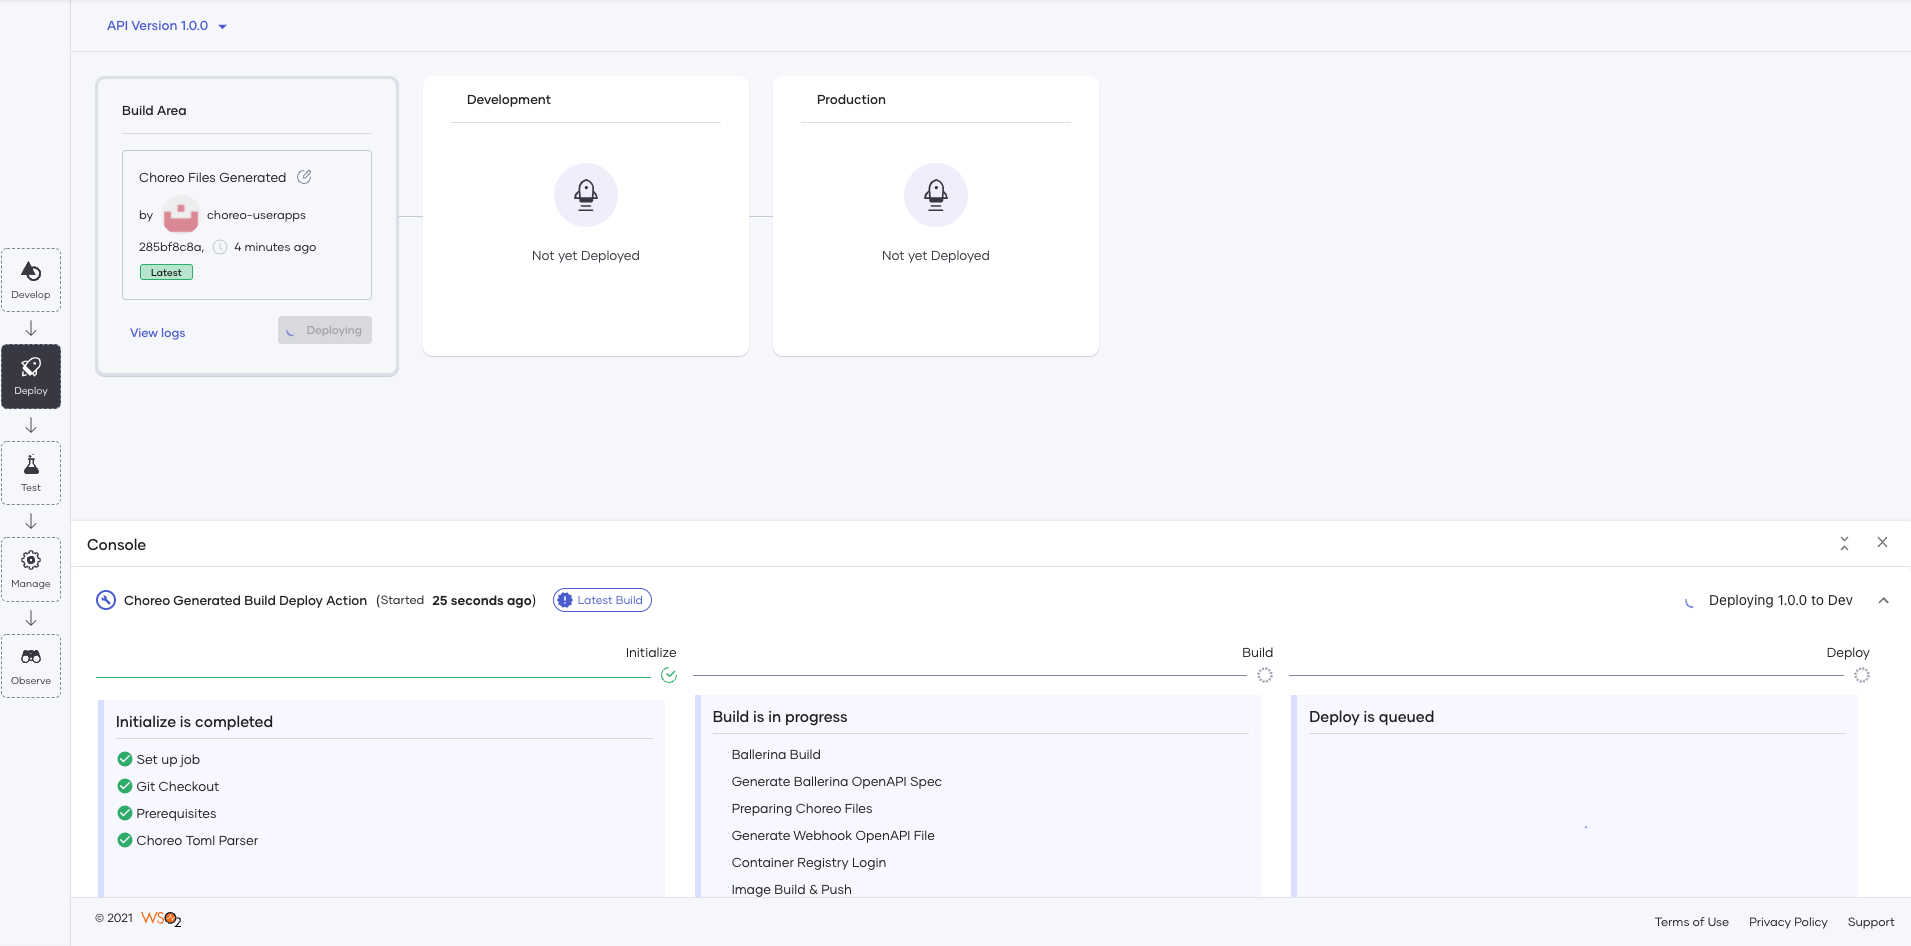 API Version 1.0.0
Build Area
Choreo Files Generated
by choreo-userapps
285bf8c8a, 4 minutes ago
Latest
View logs
Deploying
Development
Not yet Deployed
Production
Not yet Deployed
Develop
Deploy
Test
Manage
Observe
Console
Choreo Generated Build Deploy Action (Started 25 seconds ago) Latest Build
Deploying 1.0.0 to Dev
Initialize
Initialize is completed
Set up job
Git Checkout
Prerequisites
Choreo Toml Parser
Build
Build is in progress
Ballerina Build
Generate Ballerina OpenAPI Spec
Preparing Choreo Files
Generate Webhook OpenAPI File
Container Registry Login
Image Build & Push
Deploy
Deploy is queued
© 2021 WSO2
Terms of Use Privacy Policy Support